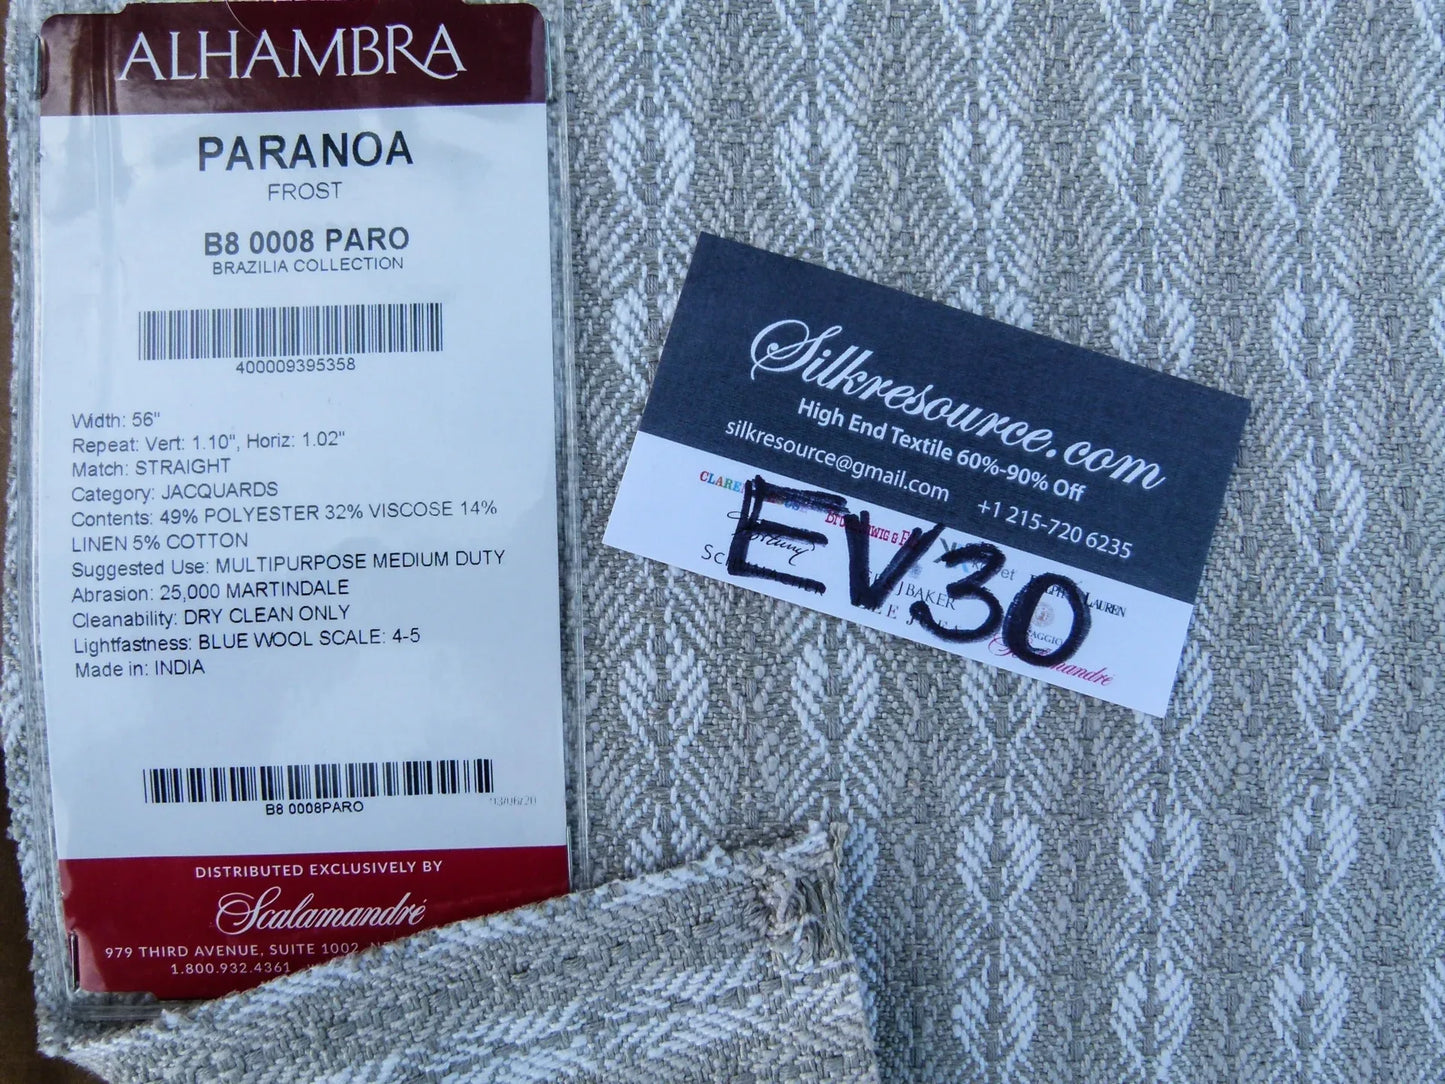 ALHAMBRA
PARANOA
FROST
B8 0008 PARO
BRAZILIA COLLECTION
400009395358
Width: 56"
Repeat: Vert: 1.10", Horiz: 1.02"
Match: STRAIGHT
Category: JACQUARDS
Contents: 49% POLYESTER 32% VISCOSE 14%
LINEN 5% COTTON
Suggested Use: MULTIPURPOSE MEDIUM DUTY
Abrasion: 25,000 MARTINDALE
Cleanability: DRY CLEAN ONLY
Lightfastness: BLUE WOOL SCALE: 4-5
Made in: INDIA
B8 0008PARO
DISTRIBUTED EXCLUSIVELY BY
Scalamandré
979 THIRD AVENUE, SUITE 1002
1.800.932.4361
Silkresource.com
High End Textile 60%-90% Off
silkresource@gmail.com +1 215-720 6235
EV30
BAKER
LAUREN